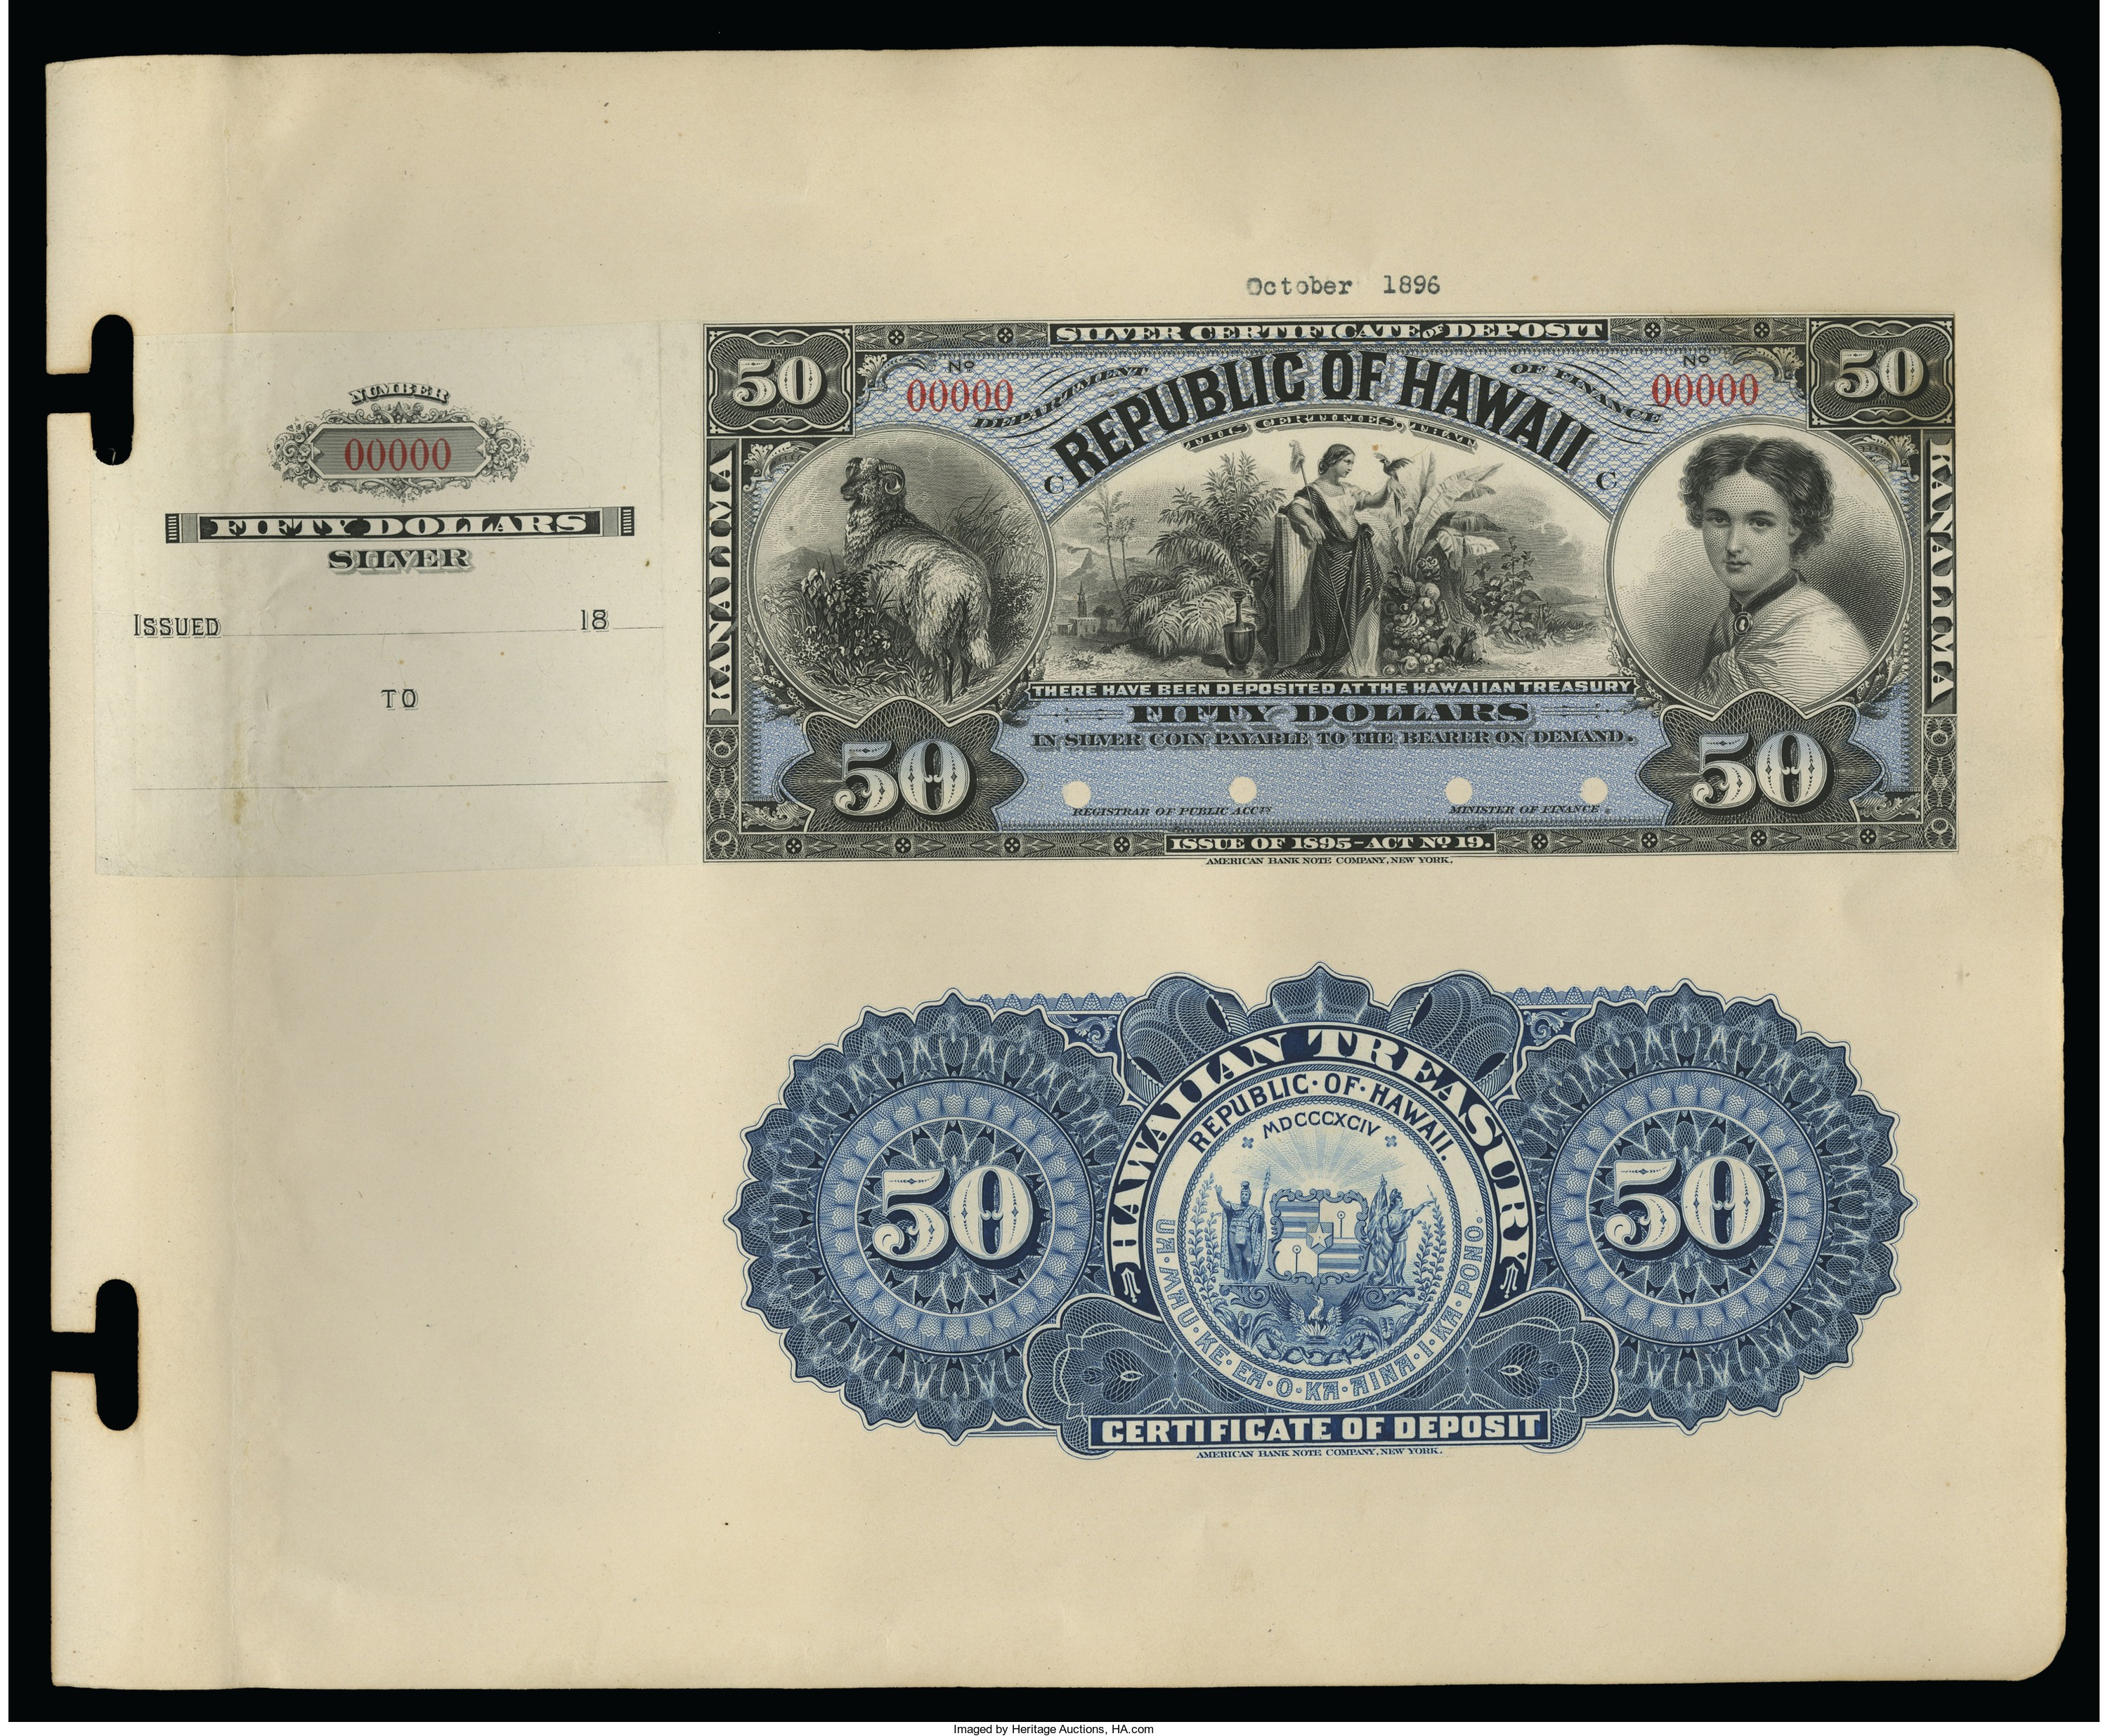 October 1896
NUMBER
00000
FIFTY DOLLARS
SILVER
ISSUED 18
TO
SILVER CERTIFICATE OF DEPOSIT
50
50
No
00000
No
00000
DEPARTMENT OF FINANCE
REPUBLIC OF HAWAII
THIS CERTIFIES, THAT
C
C
KANALIMA
KANALIMA
THERE HAVE BEEN DEPOSITED AT THE HAWAIIAN TREASURY
FIFTY DOLLARS
IN SILVER COIN PAYABLE TO THE BEARER ON DEMAND.
50
50
REGISTRAR OF PUBLIC ACCTS
MINISTER OF FINANCE.
ISSUE OF 1895-ACT No 19.
AMERICAN BANK NOTE COMPANY, NEW YORK.
HAWAIIAN TREASURY
REPUBLIC·OF·HAWAII.
MDCCCXCIV
50
50
UA·MAU·KE·EA·O·KA·AINA·I·KA·PONO.
CERTIFICATE OF DEPOSIT
AMERICAN BANK NOTE COMPANY, NEW YORK.
Imaged by Heritage Auctions, HA.com